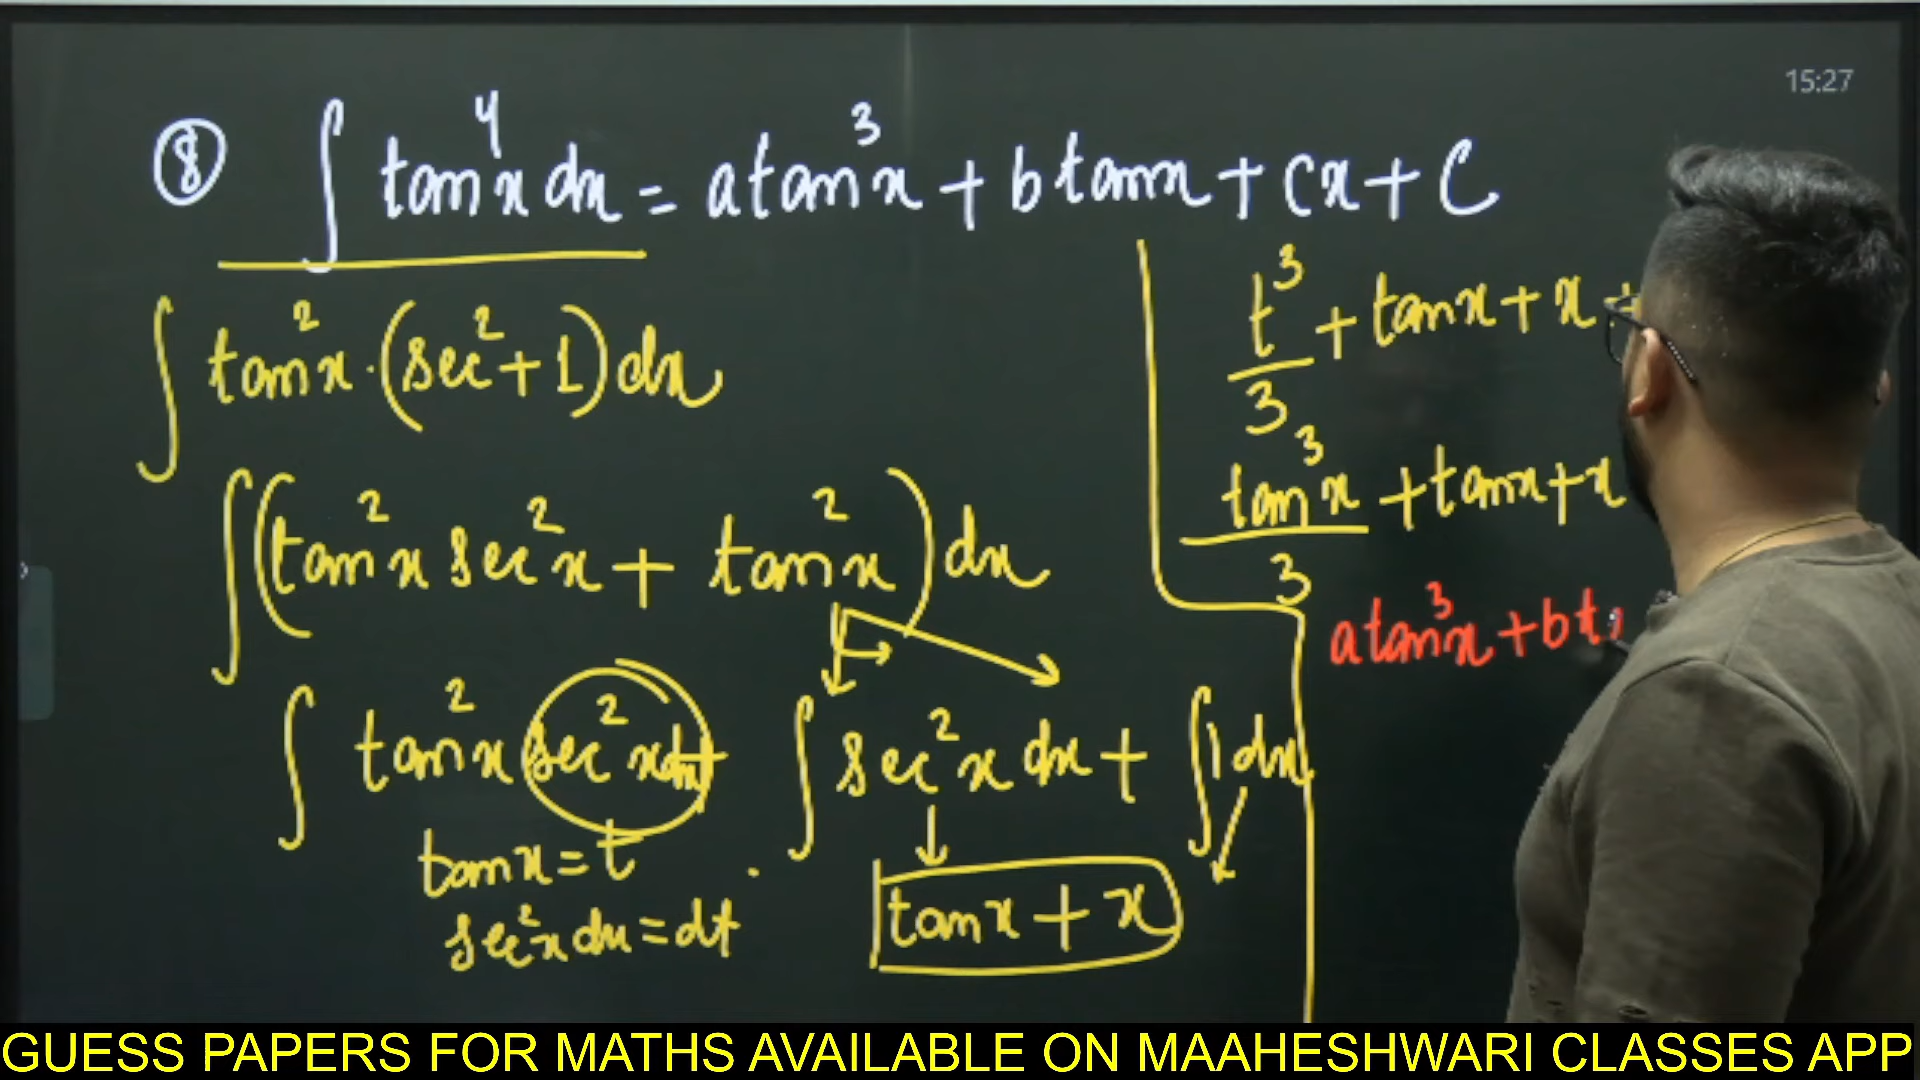 15:27
⑧ ∫ tan⁴x dx = a tan³x + b tanx + cx + C
∫ tan²x · (sec² + 1) dx
∫ (tan²x sec²x + tan²x) dx
∫ tan²x (sec²x dx) + ∫ sec²x dx + ∫ 1 dx
tanx = t
sec²x dx = dt
tanx + x
t³/3 + tanx + x +
tan³x/3 + tanx + x
a tan³x + b t
GUESS PAPERS FOR MATHS AVAILABLE ON MAAHESHWARI CLASSES APP